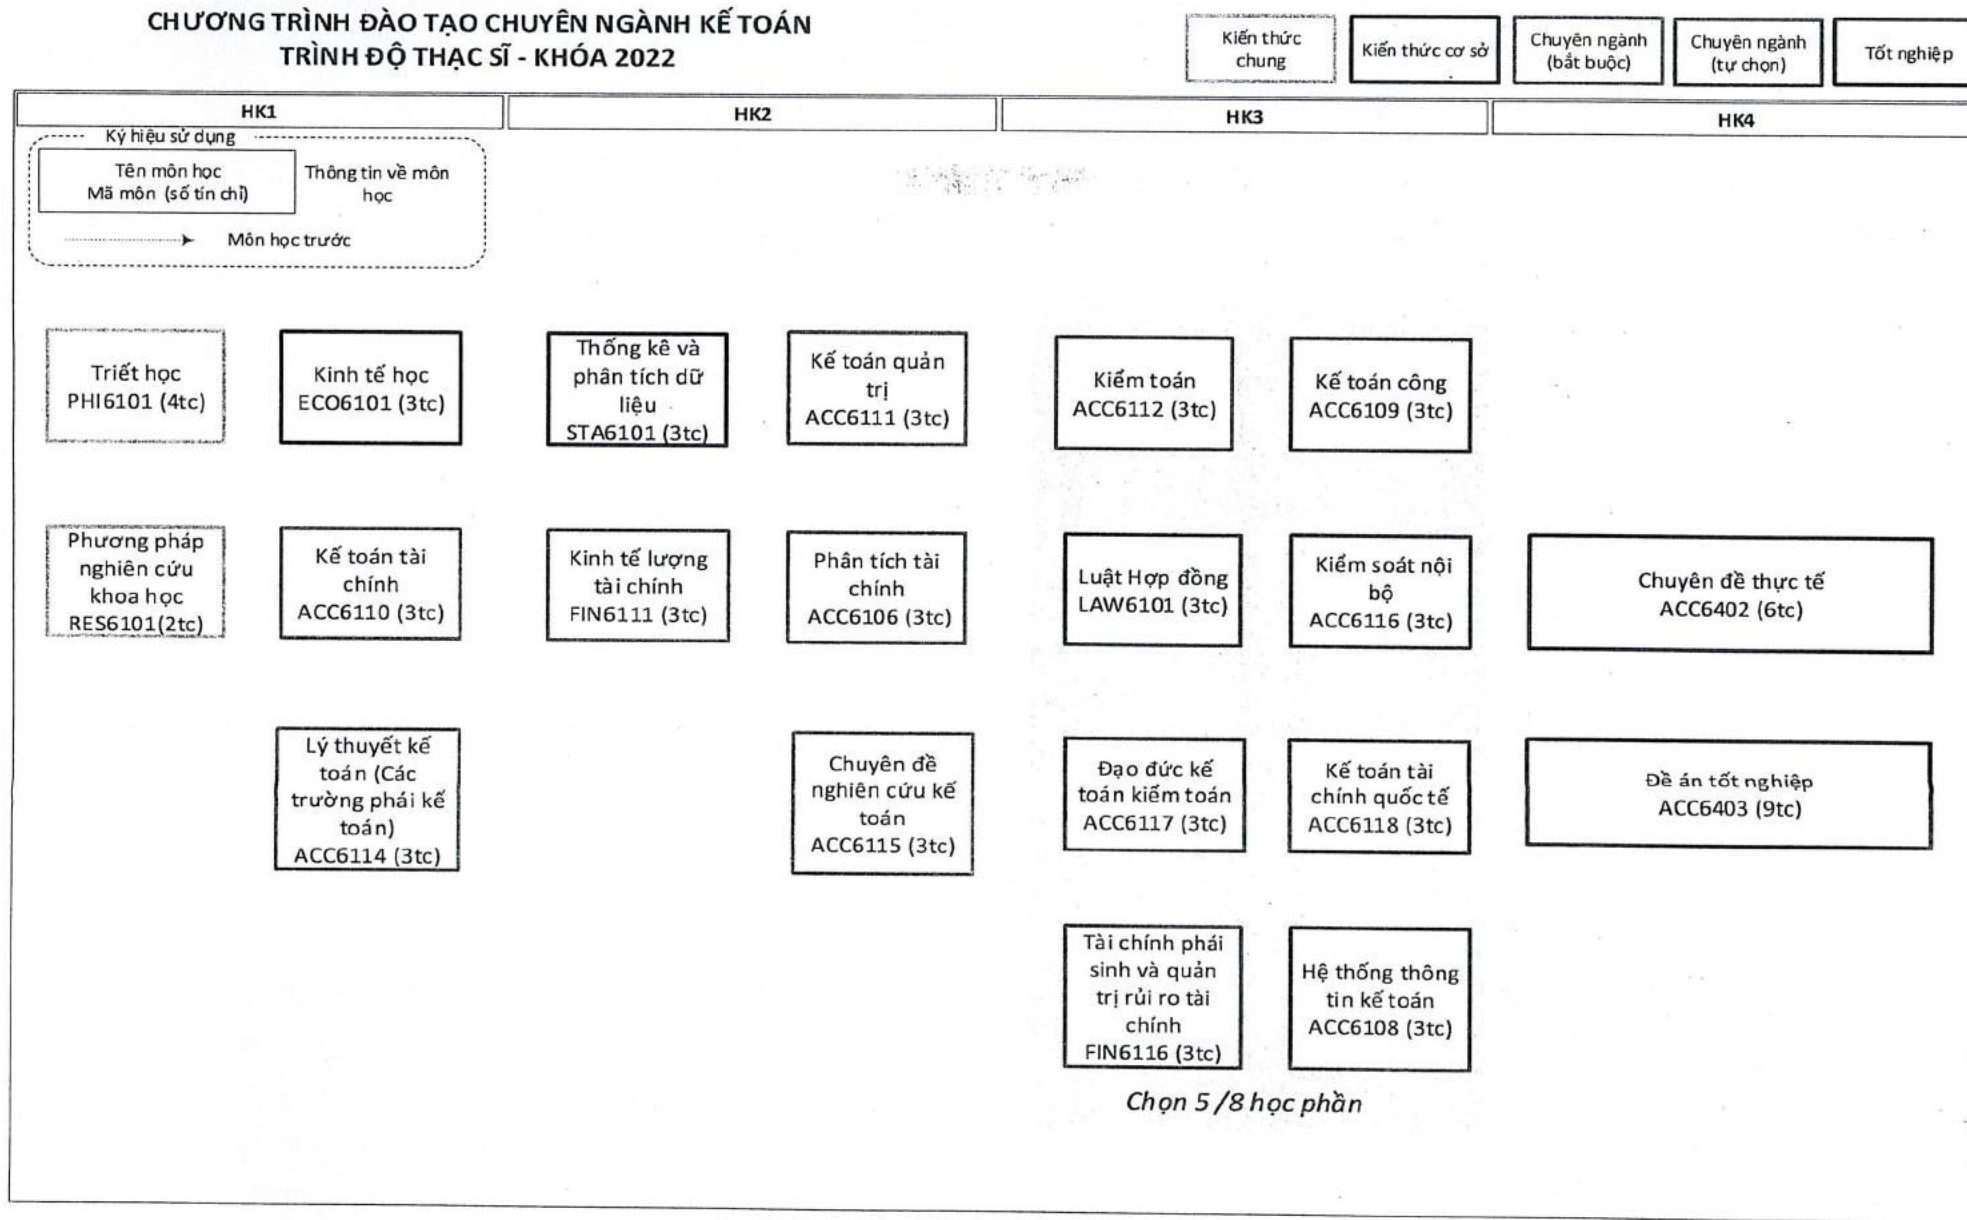 CHƯƠNG TRÌNH ĐÀO TẠO CHUYÊN NGÀNH KẾ TOÁN
TRÌNH ĐỘ THẠC SĨ - KHÓA 2022
Kiến thức
chung
Kiến thức cơ sở
Chuyên ngành
(bắt buộc)
Chuyên ngành
(tự chọn)
Tốt nghiệp
HK1
HK2
HK3
HK4
Ký hiệu sử dụng
Tên môn học
Mã môn (số tín chỉ)
Thông tin về môn
học
Môn học trước
Triết học
PHI6101 (4tc)
Kinh tế học
ECO6101 (3tc)
Thống kê và
phân tích dữ
liệu
STA6101 (3tc)
Kế toán quản
trị
ACC6111 (3tc)
Kiểm toán
ACC6112 (3tc)
Kế toán công
ACC6109 (3tc)
Phương pháp
nghiên cứu
khoa học
RES6101(2tc)
Kế toán tài
chính
ACC6110 (3tc)
Kinh tế lượng
tài chính
FIN6111 (3tc)
Phân tích tài
chính
ACC6106 (3tc)
Luật Hợp đồng
LAW6101 (3tc)
Kiểm soát nội
bộ
ACC6116 (3tc)
Chuyên đề thực tế
ACC6402 (6tc)
Lý thuyết kế
toán (Các
trường phái kế
toán)
ACC6114 (3tc)
Chuyên đề
nghiên cứu kế
toán
ACC6115 (3tc)
Đạo đức kế
toán kiểm toán
ACC6117 (3tc)
Kế toán tài
chính quốc tế
ACC6118 (3tc)
Đề án tốt nghiệp
ACC6403 (9tc)
Tài chính phái
sinh và quản
trị rủi ro tài
chính
FIN6116 (3tc)
Hệ thống thông
tin kế toán
ACC6108 (3tc)
Chọn 5/8 học phần